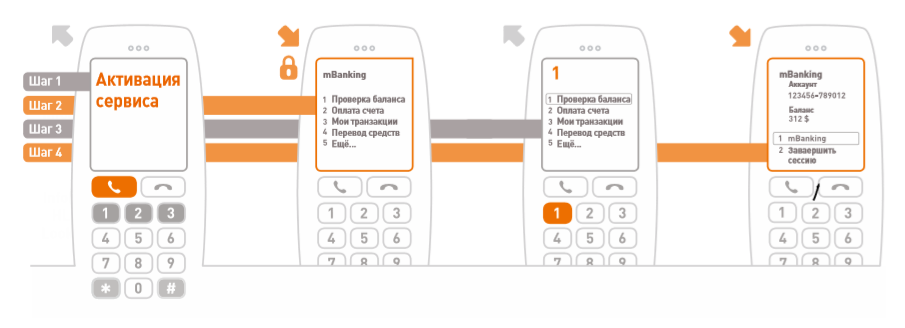 Шаг 1
Шаг 2
Шаг 3
Шаг 4
Активация
сервиса
1 2 3
4 5 6
7 8 9
* 0 #
mBanking
1 Проверка баланса
2 Оплата счета
3 Мои транзакции
4 Перевод средств
5 Ещё...
1 2 3
4 5 6
7 8 9
1
1 Проверка баланса
2 Оплата счета
3 Мои транзакции
4 Перевод средств
5 Ещё...
1 2 3
4 5 6
7 8 9
mBanking
Аккаунт
123456-789012
Баланс
312 $
1 mBanking
2 Заваершить
сессию
1 2 3
4 5 6
7 8 9